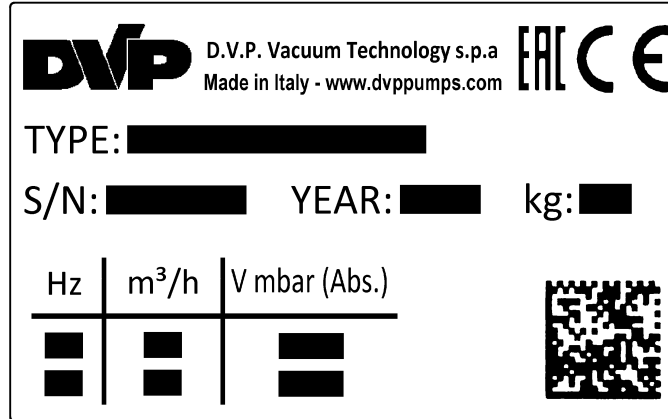 DVP
D.V.P. Vacuum Technology s.p.a
Made in Italy - www.dvppumps.com
EAC CE
TYPE:
S/N: YEAR: kg:
Hz m³/h V mbar (Abs.)